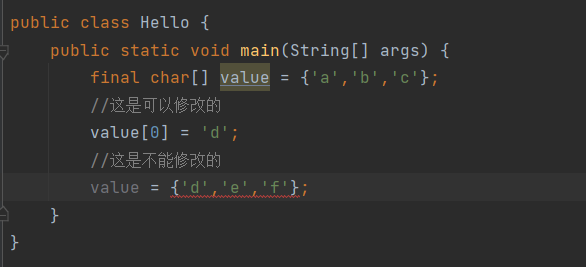 public class Hello {
public static void main(String[] args) {
final char[] value = {'a','b','c'};
//这是可以修改的
value[0] = 'd';
//这是不能修改的
value = {'d','e','f'};
}
}